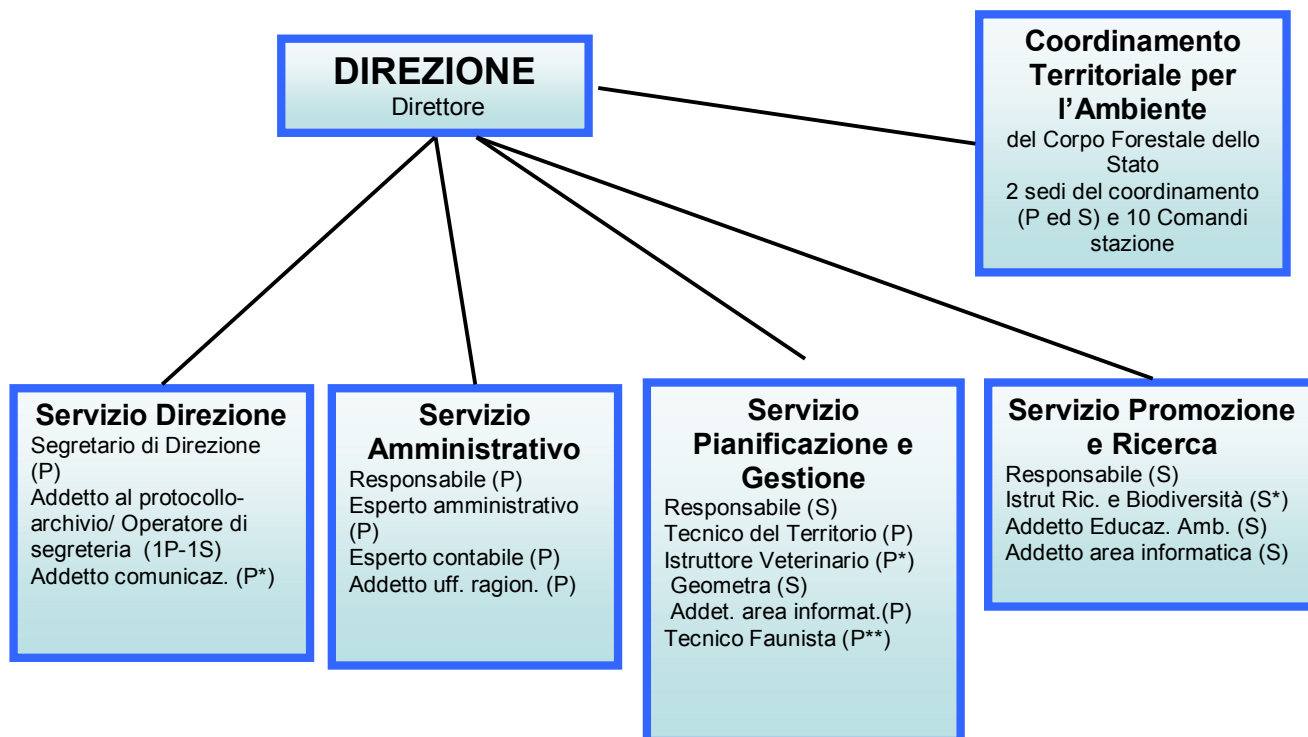 DIREZIONE
Direttore
Coordinamento
Territoriale per
l’Ambiente
del Corpo Forestale dello
Stato
2 sedi del coordinamento
(P ed S) e 10 Comandi
stazione
Servizio Direzione
Segretario di Direzione
(P)
Addetto al protocollo-
archivio/ Operatore di
segreteria (1P-1S)
Addetto comunicaz. (P*)
Servizio
Amministrativo
Responsabile (P)
Esperto amministrativo
(P)
Esperto contabile (P)
Addetto uff. ragion. (P)
Servizio
Pianificazione e
Gestione
Responsabile (S)
Tecnico del Territorio (P)
Istruttore Veterinario (P*)
Geometra (S)
Addet. area informat.(P)
Tecnico Faunista (P**)
Servizio Promozione
e Ricerca
Responsabile (S)
Istrut Ric. e Biodiversità (S*)
Addetto Educaz. Amb. (S)
Addetto area informatica (S)